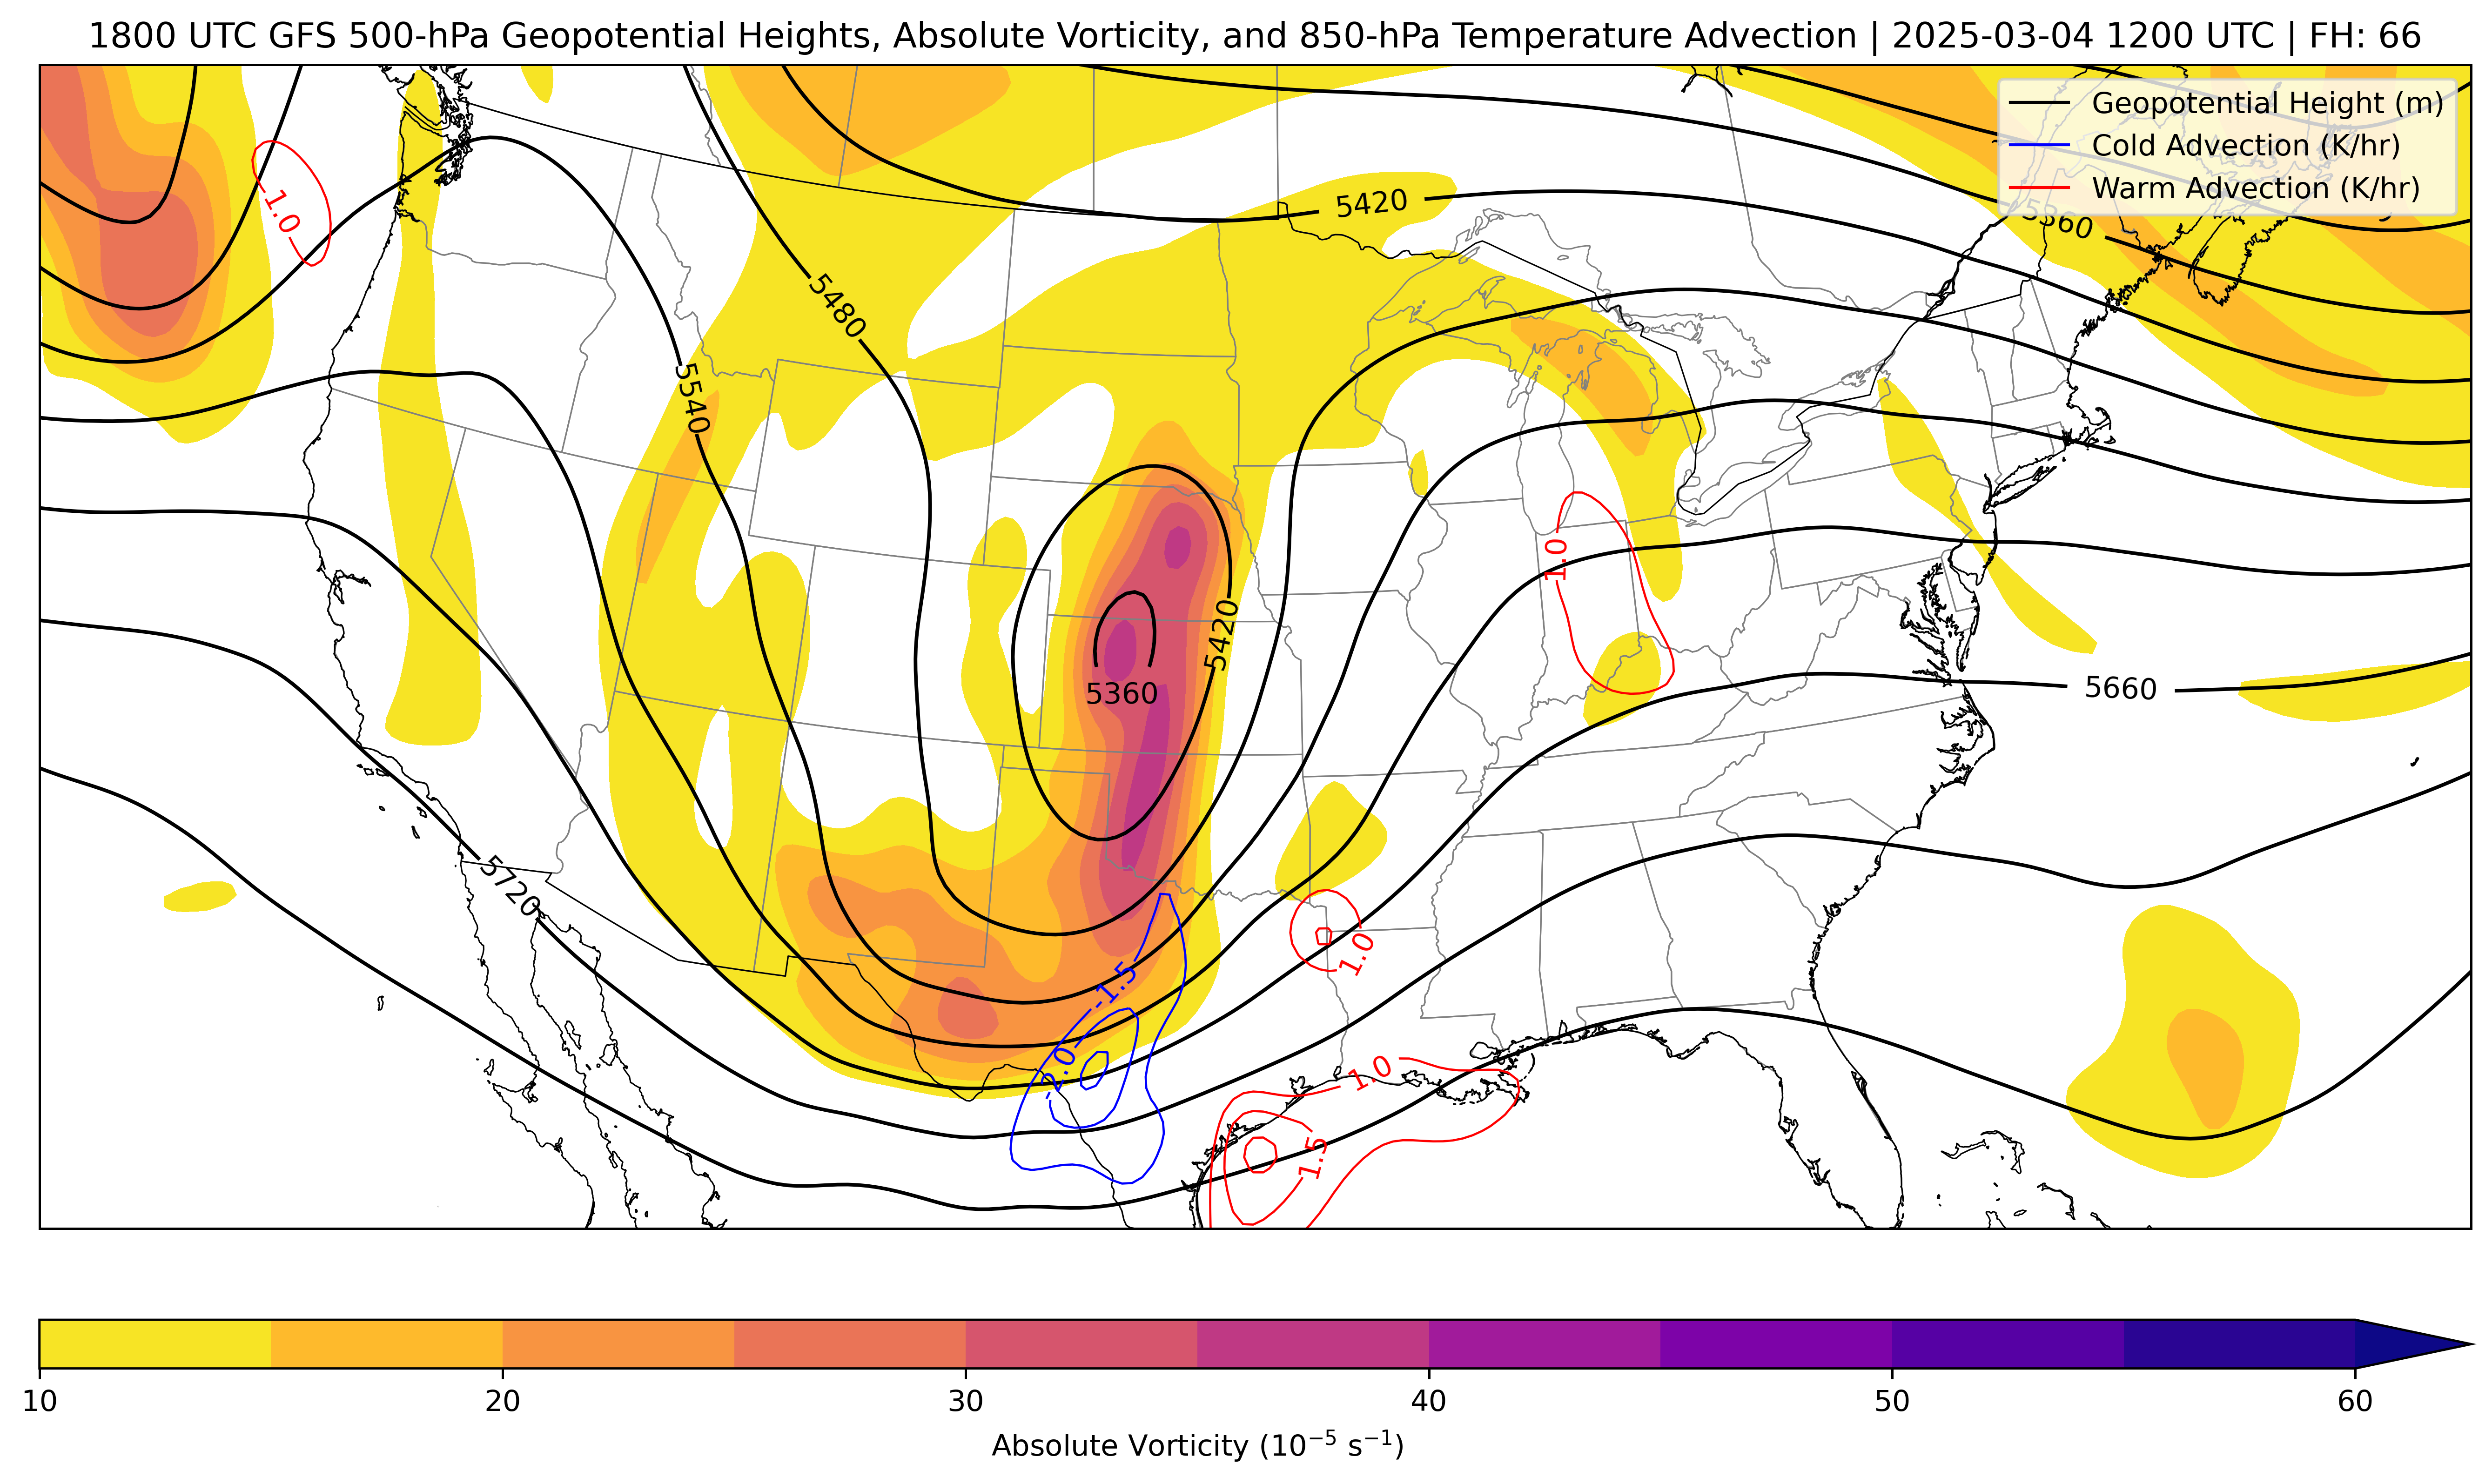 1800 UTC GFS 500-hPa Geopotential Heights, Absolute Vorticity, and 850-hPa Temperature Advection | 2025-03-04 1200 UTC | FH: 66
Geopotential Height (m)
Cold Advection (K/hr)
Warm Advection (K/hr)
5420
5360
1.0
5480
5540
1.0
5420
5360
5660
5720
1.0
-1.5
-2.0
1.0
1.5
10 20 30 40 50 60
Absolute Vorticity (10⁻⁵ s⁻¹)